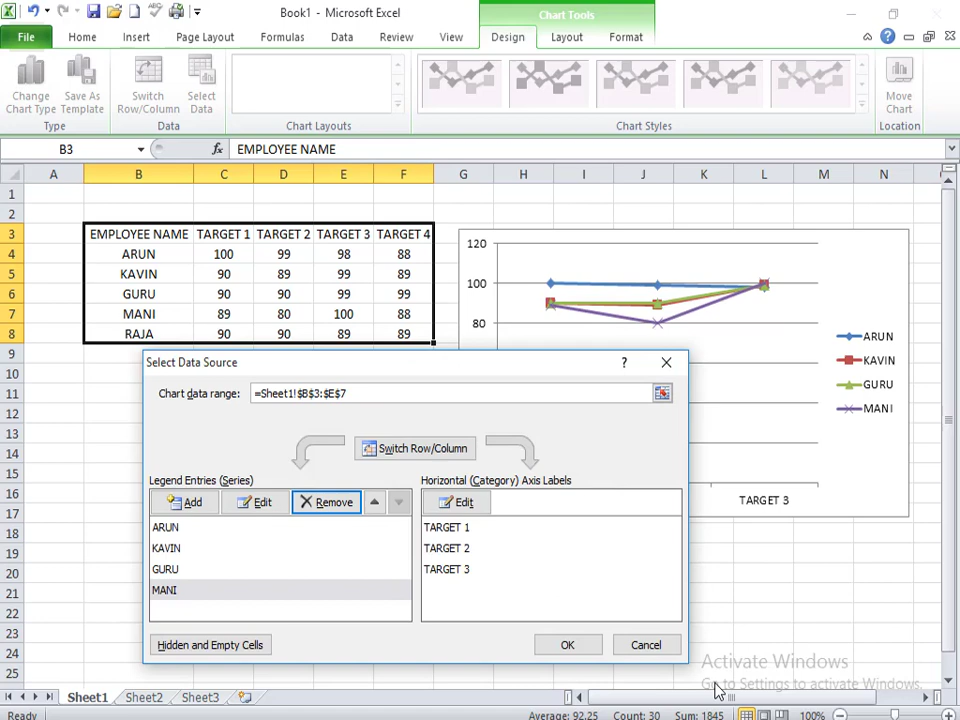 Book1 - Microsoft Excel
Chart Tools
File Home Insert Page Layout Formulas Data Review View Design Layout Format
Change Chart Type
Save As Template
Switch Row/Column
Select Data
Move Chart
Type Data Chart Layouts Chart Styles Location
B3 fx EMPLOYEE NAME
A B C D E F G H I J K L M N
1
2
3 EMPLOYEE NAME TARGET 1 TARGET 2 TARGET 3 TARGET 4
4 ARUN 100 99 98 88
5 KAVIN 90 89 99 89
6 GURU 90 90 99 99
7 MANI 89 80 100 88
8 RAJA 90 90 89 89
9
10
11
12
13
14
15
16
17
18
19
20
21
22
23
24
25
120
100
80
ARUN
KAVIN
GURU
MANI
TARGET 3
Select Data Source ?
Chart data range: =Sheet1!$B$3:$E$7
Switch Row/Column
Legend Entries (Series)
Add Edit Remove
ARUN
KAVIN
GURU
MANI
Horizontal (Category) Axis Labels
Edit
TARGET 1
TARGET 2
TARGET 3
Hidden and Empty Cells OK Cancel
Activate Windows
Go to Settings to activate Windows.
Sheet1 Sheet2 Sheet3
Ready Average: 92.25 Count: 30 Sum: 1845 100%